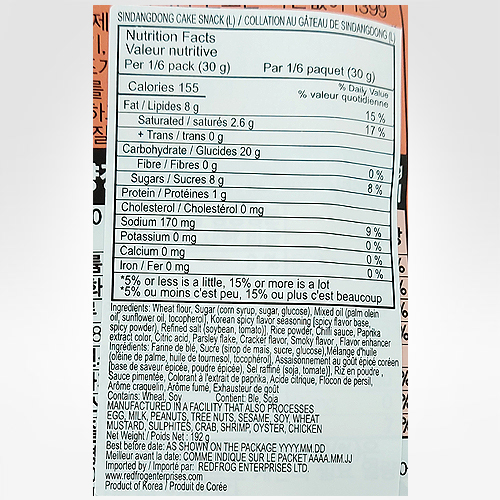 SINDANGDONG CAKE SNACK (L) / COLLATION AU GÂTEAU DE SINDANGDONG (L)
Nutrition Facts
Valeur nutritive
Per 1/6 pack (30 g) Par 1/6 paquet (30 g)
Calories 155 % Daily Value
% valeur quotidienne
Fat / Lipides 8 g 15 %
Saturated / saturés 2.6 g 17 %
+ Trans / trans 0 g
Carbohydrate / Glucides 20 g
Fibre / Fibres 0 g 0 %
Sugars / Sucres 8 g 8 %
Protein / Protéines 1 g
Cholesterol / Cholestérol 0 mg
Sodium 170 mg 9 %
Potassium 0 mg 0 %
Calcium 0 mg 0 %
Iron / Fer 0 mg 0 %
*5% or less is a little, 15% or more is a lot
*5% ou moins c'est peu, 15% ou plus c'est beaucoup
Ingredients: Wheat flour, Sugar (corn syrup, sugar, glucose), Mixed oil (palm olein
oil, sunflower oil, tocopherol), Korean spicy flavor seasoning [spicy flavor base,
spicy powder), Refined salt (soybean, tomato)], Rice powder, Chilli sauce, Paprika
extract color, Citric acid, Parsley flake, Cracker flavor, Smoky flavor , Flavor enhancer
Ingrédients: Farine de blé, Sucre (sirop de maïs, sucre, glucose), Mélange d'huile
(oléine de palme, huile de tournesol, tocophérol), Assaisonnement au goût épicé coréen
[base de saveur épicée, poudre épicée), Sel raffiné (soja, tomate)], Riz en poudre ,
Sauce pimentée, Colorant à l'extrait de paprika, Acide citrique, Flocon de persil,
Arôme craquelin, Arôme fumé, Exhausteur de goût
Contains: Wheat, Soy Contient: Ble, Soja
MANUFACTURED IN A FACILITY THAT ALSO PROCESSES
EGG, MILK, PEANUTS, TREE NUTS, SESAME, SOY, WHEAT
MUSTARD, SULPHITES, CRAB, SHRIMP, OYSTER, CHICKEN
Net Weight / Poids Net : 192 g
Best before date: AS SHOWN ON THE PACKAGE YYYY.MM.DD
Meilleur avant la date: COMME INDIQUE SUR LE PACKET AAAA.MM.JJ
Imported by / Importé par: REDFROG ENTERPRISES LTD.
www.redfrogenterprises.com
Product of Korea / Produit de Corée